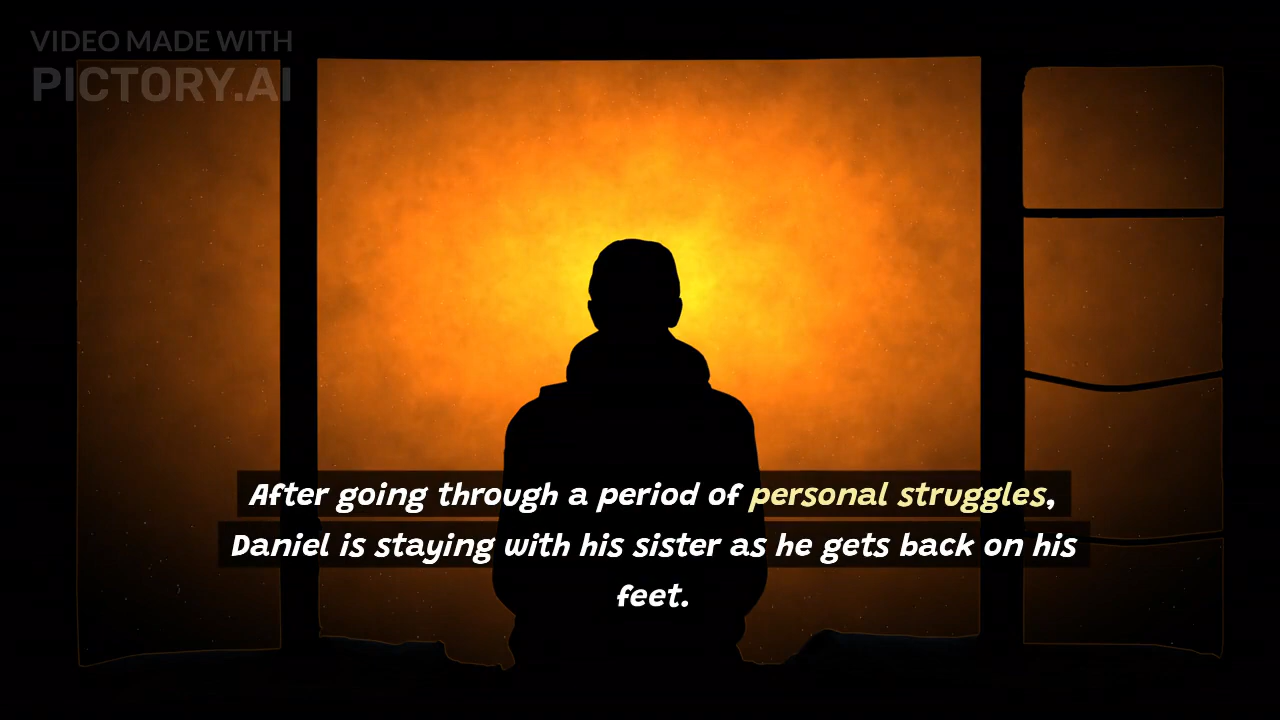 VIDEO MADE WITH
PICTORY.AI
After going through a period of personal struggles,
Daniel is staying with his sister as he gets back on his
feet.